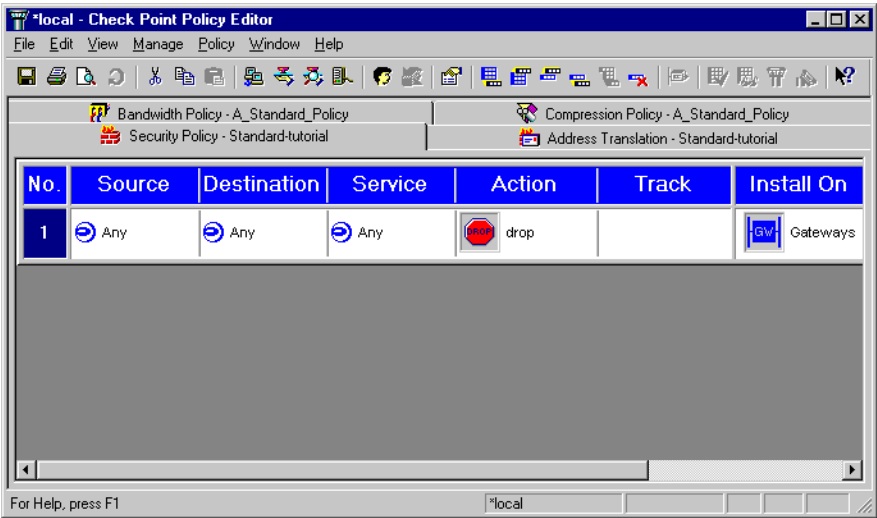 *local - Check Point Policy Editor
File Edit View Manage Policy Window Help
Bandwidth Policy - A_Standard_Policy
Compression Policy - A_Standard_Policy
Security Policy - Standard-tutorial
Address Translation - Standard-tutorial
No. Source Destination Service Action Track Install On
1 Any Any Any DROP drop GW Gateways
For Help, press F1 *local